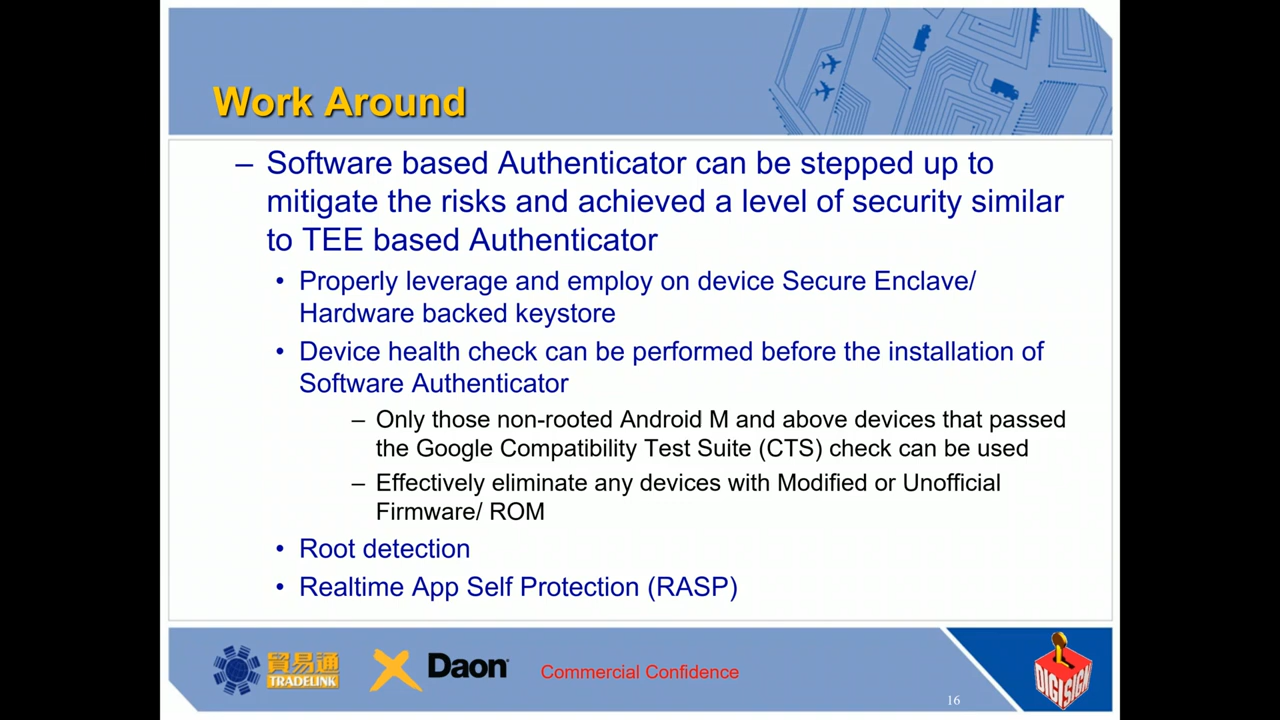 Work Around
– Software based Authenticator can be stepped up to
mitigate the risks and achieved a level of security similar
to TEE based Authenticator
• Properly leverage and employ on device Secure Enclave/
Hardware backed keystore
• Device health check can be performed before the installation of
Software Authenticator
– Only those non-rooted Android M and above devices that passed
the Google Compatibility Test Suite (CTS) check can be used
– Effectively eliminate any devices with Modified or Unofficial
Firmware/ ROM
• Root detection
• Realtime App Self Protection (RASP)
貿易通
TRADELINK
Daon
Commercial Confidence
DIGISIGN
16